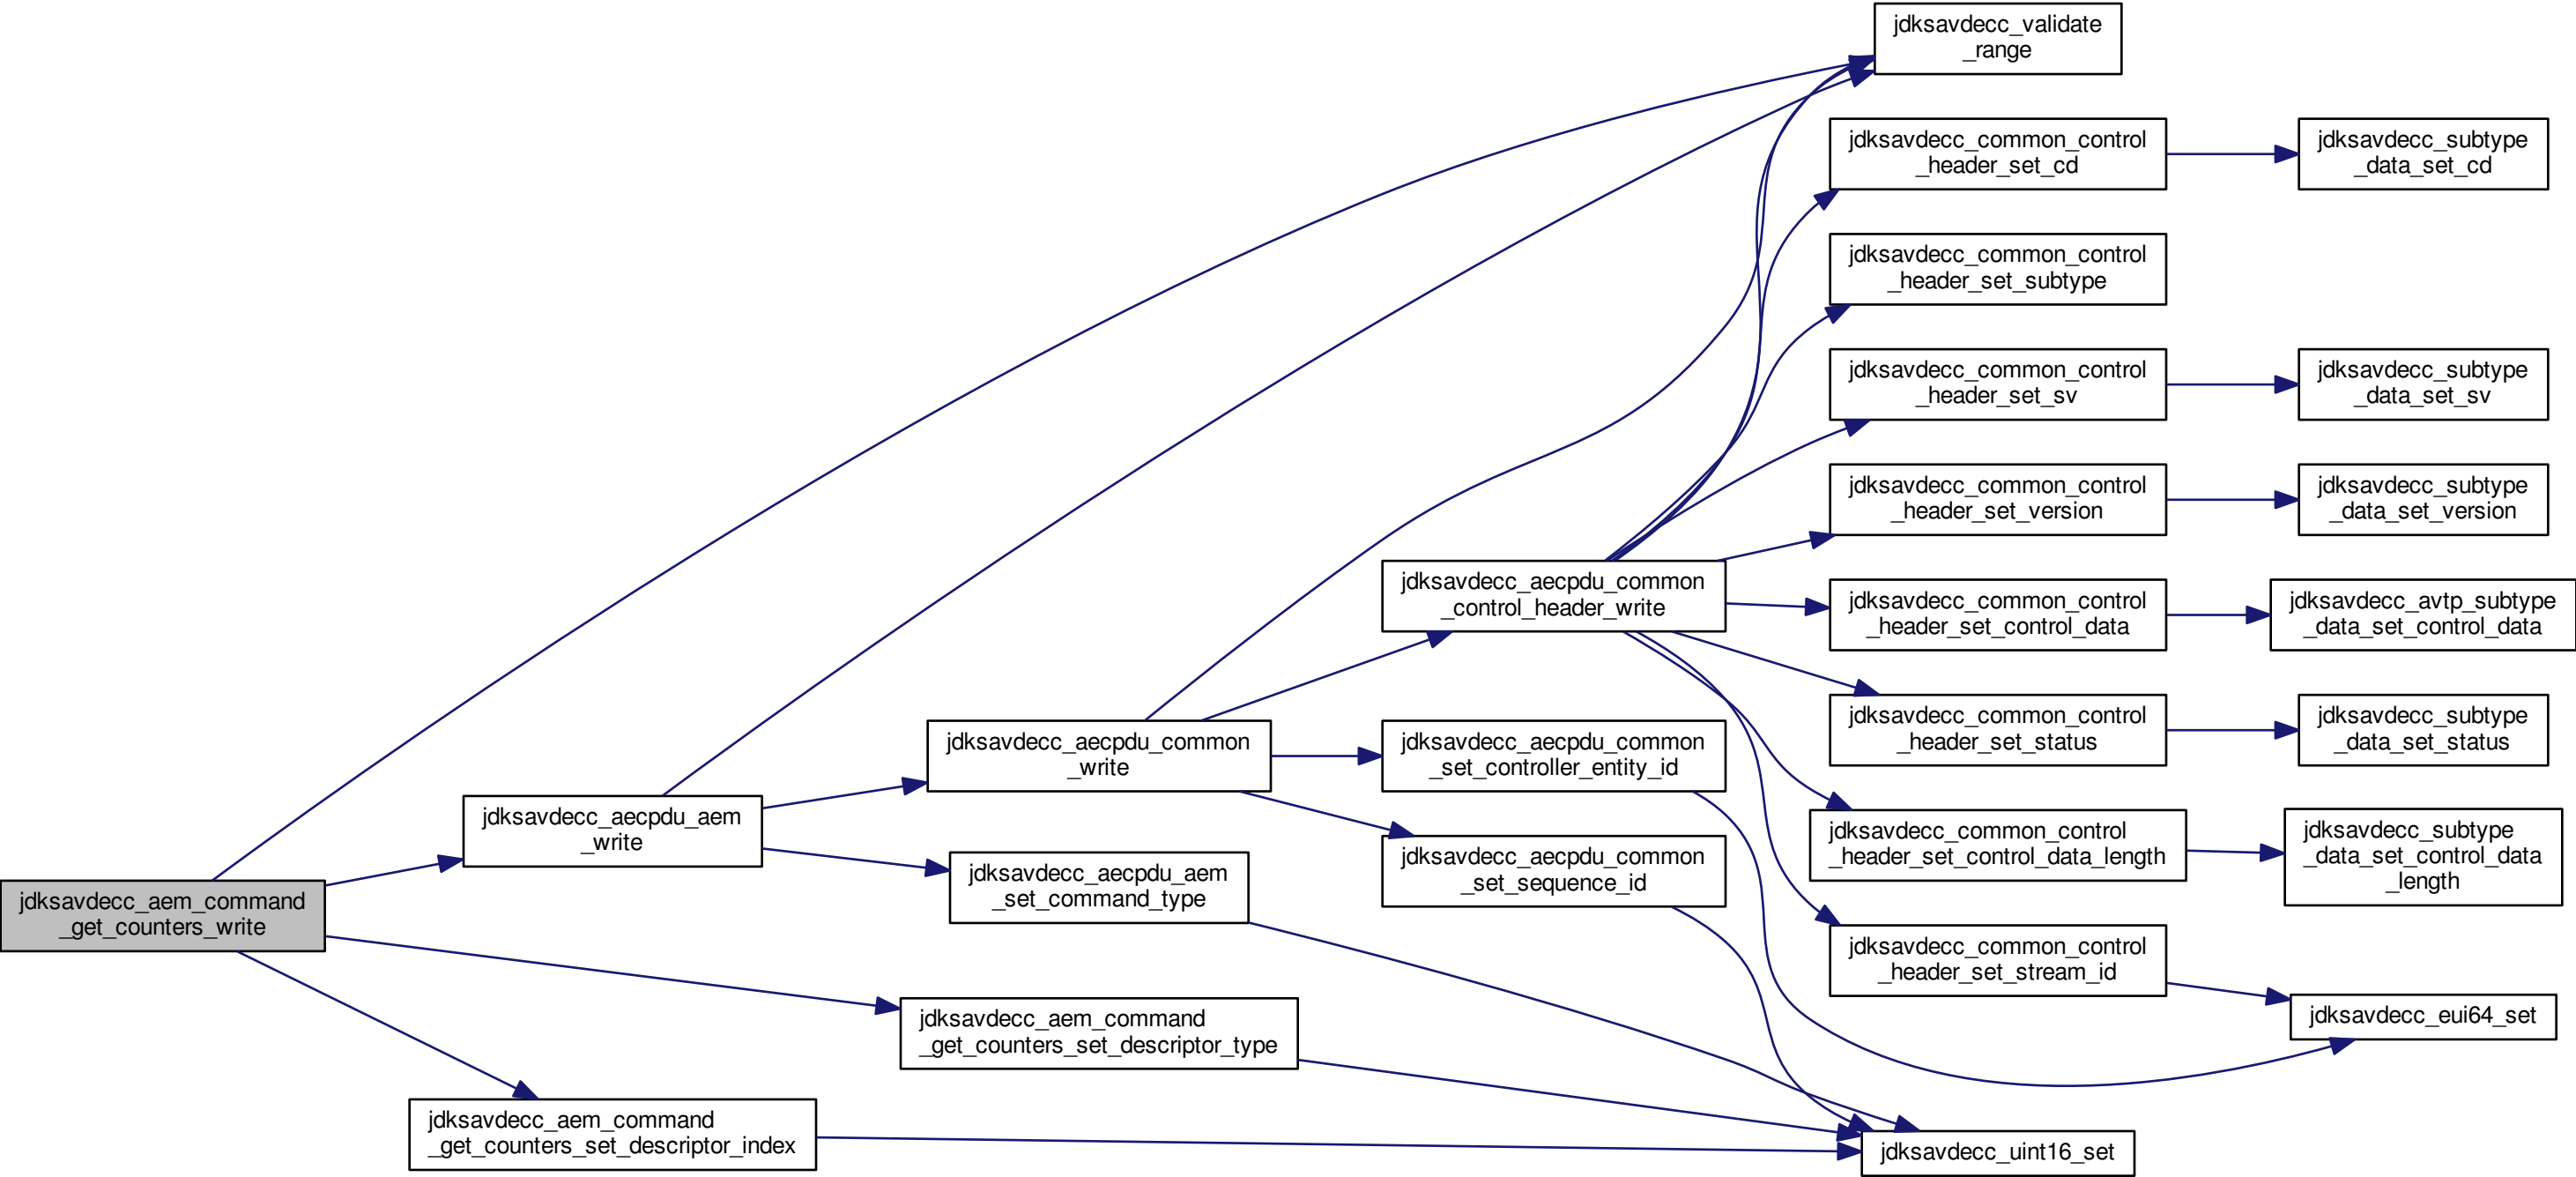 jdksavdecc_aem_command
_get_counters_write
jdksavdecc_aecpdu_aem
_write
jdksavdecc_aem_command
_get_counters_set_descriptor_index
jdksavdecc_aecpdu_common
_write
jdksavdecc_aecpdu_aem
_set_command_type
jdksavdecc_aem_command
_get_counters_set_descriptor_type
jdksavdecc_aecpdu_common
_control_header_write
jdksavdecc_aecpdu_common
_set_controller_entity_id
jdksavdecc_aecpdu_common
_set_sequence_id
jdksavdecc_validate
_range
jdksavdecc_common_control
_header_set_cd
jdksavdecc_common_control
_header_set_subtype
jdksavdecc_common_control
_header_set_sv
jdksavdecc_common_control
_header_set_version
jdksavdecc_common_control
_header_set_control_data
jdksavdecc_common_control
_header_set_status
jdksavdecc_common_control
_header_set_control_data_length
jdksavdecc_common_control
_header_set_stream_id
jdksavdecc_uint16_set
jdksavdecc_subtype
_data_set_cd
jdksavdecc_subtype
_data_set_sv
jdksavdecc_subtype
_data_set_version
jdksavdecc_avtp_subtype
_data_set_control_data
jdksavdecc_subtype
_data_set_status
jdksavdecc_subtype
_data_set_control_data
_length
jdksavdecc_eui64_set